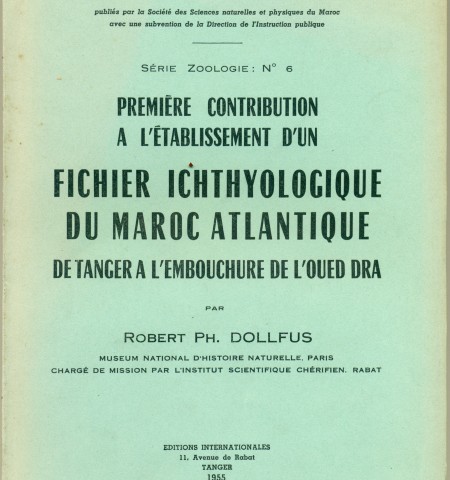 publiés par la Société des Sciences naturelles et physiques du Maroc
avec une subvention de la Direction de l'Instruction publique
Série Zoologie: N° 6
PREMIÈRE CONTRIBUTION
A L'ÉTABLISSEMENT D'UN
FICHIER ICHTHYOLOGIQUE
DU MAROC ATLANTIQUE
DE TANGER A L'EMBOUCHURE DE L'OUED DRA
PAR
Robert Ph. DOLLFUS
MUSEUM NATIONAL D'HISTOIRE NATURELLE, PARIS
CHARGÉ DE MISSION PAR L'INSTITUT SCIENTIFIQUE CHÉRIFIEN, RABAT
EDITIONS INTERNATIONALES
11, Avenue de Rabat
TANGER
1955